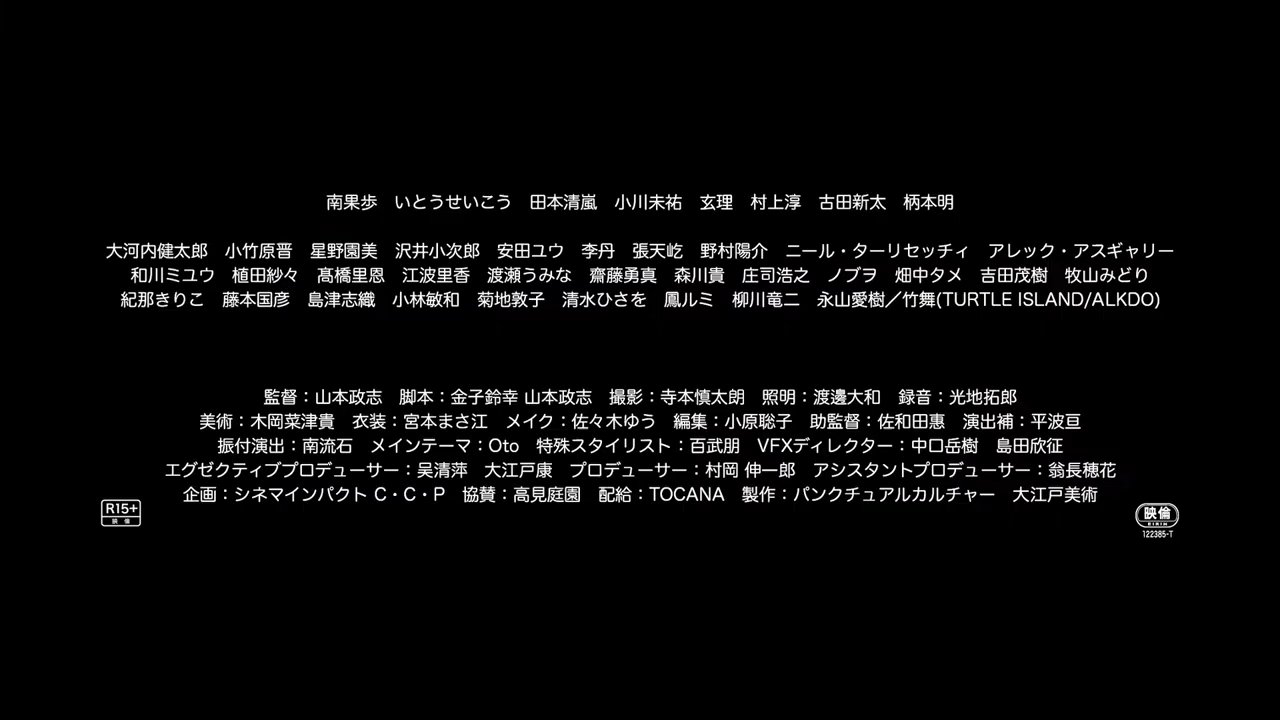 南果歩　いとうせいこう　田本清嵐　小川未祐　玄理　村上淳　古田新太　柄本明
大河内健太郎　小竹原晋　星野園美　沢井小次郎　安田ユウ　李丹　張天屹　野村陽介　ニール・ターリセッチィ　アレック・アスギャリー
和川ミユウ　植田紗々　髙橋里恩　江波里香　渡瀬うみな　齋藤勇真　森川貴　庄司浩之　ノブヲ　畑中タメ　吉田茂樹　牧山みどり
紀那きりこ　藤本国彦　島津志織　小林敏和　菊地敦子　清水ひさを　鳳ルミ　柳川竜二　永山愛樹／竹舞(TURTLE ISLAND/ALKDO)
監督：山本政志　脚本：金子鈴幸 山本政志　撮影：寺本慎太朗　照明：渡邊大和　録音：光地拓郎
美術：木岡菜津貴　衣装：宮本まさ江　メイク：佐々木ゆう　編集：小原聡子　助監督：佐和田惠　演出補：平波亘
振付演出：南流石　メインテーマ：Oto　特殊スタイリスト：百武朋　VFXディレクター：中口岳樹　島田欣征
エグゼクティブプロデューサー：吴清萍　大江戸康　プロデューサー：村岡 伸一郎　アシスタントプロデューサー：翁長穂花
企画：シネマインパクト C・C・P　協賛：高見庭園　配給：TOCANA　製作：パンクチュアルカルチャー　大江戸美術
R15+
映倫
映倫
EIRIN
122385-T